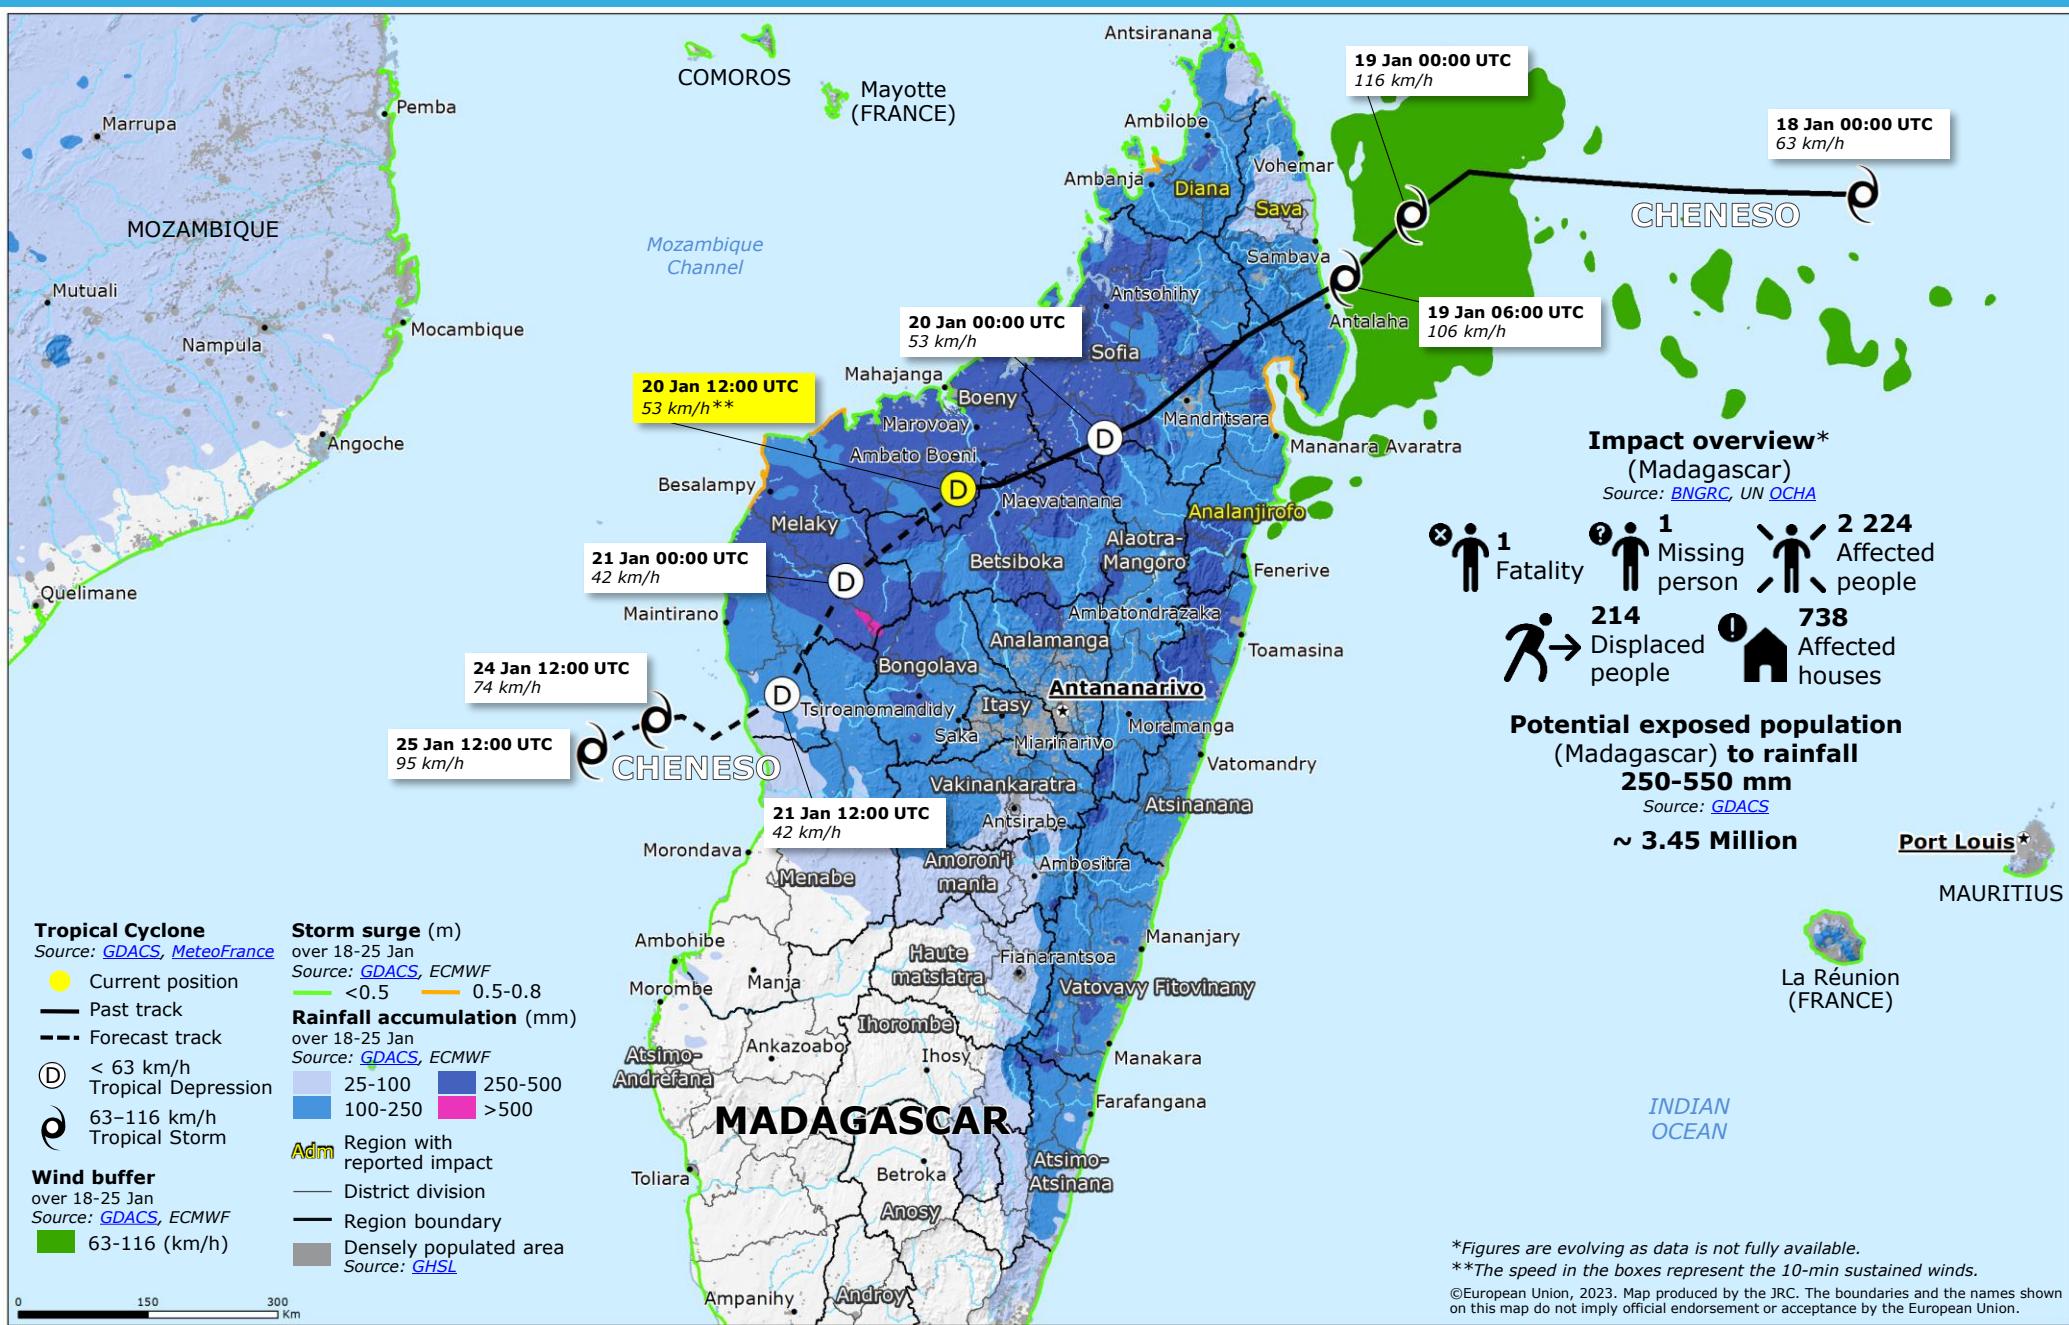 Antsiranana
19 Jan 00:00 UTC
116 km/h
COMOROS
Mayotte
(FRANCE)
Pemba
Marrupa
Ambilobe
18 Jan 00:00 UTC
63 km/h
Vohemar
Ambanja
Diana
Sava
CHENESO
MOZAMBIQUE
Mozambique
Channel
Sambava
Mutuali
Antsohihy
Mocambique
Nampula
20 Jan 00:00 UTC
53 km/h
Antalaha
19 Jan 06:00 UTC
106 km/h
Sofia
Mahajanga
20 Jan 12:00 UTC
53 km/h**
Boeny
Marovoay
Mandritsara
Angoche
Ambato Boeni
Mananara Avaratra
Besalampy
Maevatanana
Melaky
Analanjirofo
21 Jan 00:00 UTC
42 km/h
Betsiboka
Alaotra-
Mangoro
Fenerive
Quelimane
Maintirano
Ambatondrazaka
Analamanga
Toamasina
24 Jan 12:00 UTC
74 km/h
Bongolava
Antananarivo
Tsiroanomandidy
Itasy
Saka
Miarinarivo
Moramanga
25 Jan 12:00 UTC
95 km/h
CHENESO
Vatomandry
Vakinankaratra
21 Jan 12:00 UTC
42 km/h
Antsirabe
Atsinanana
Morondava
Amoron'i
mania
Ambositra
Menabe
Ambohibe
Haute
matsiatra
Fianarantsoa
Mananjary
Morombe
Manja
Vatovavy Fitovinany
Ihorombe
Ankazoabo
Ihosy
Manakara
Atsimo-
Andrefana
MADAGASCAR
Farafangana
Toliara
Betroka
Atsimo-
Atsinana
Anosy
Ampanihy
Androy
Impact overview*
(Madagascar)
Source: BNGRC, UN OCHA
1
Fatality
1
Missing
person
2 224
Affected
people
214
Displaced
people
738
Affected
houses
Potential exposed population
(Madagascar) to rainfall
250-550 mm
Source: GDACS
~ 3.45 Million
Port Louis
MAURITIUS
La Réunion
(FRANCE)
INDIAN
OCEAN
D
D
D
D
Tropical Cyclone
Source: GDACS, MeteoFrance
Current position
Past track
Forecast track
D
< 63 km/h
Tropical Depression
63–116 km/h
Tropical Storm
Wind buffer
over 18-25 Jan
Source: GDACS, ECMWF
63-116 (km/h)
Storm surge (m)
over 18-25 Jan
Source: GDACS, ECMWF
<0.5 0.5-0.8
Rainfall accumulation (mm)
over 18-25 Jan
Source: GDACS, ECMWF
25-100 250-500
100-250 >500
Adm Region with
reported impact
District division
Region boundary
Densely populated area
Source: GHSL
0 150 300
Km
*Figures are evolving as data is not fully available.
**The speed in the boxes represent the 10-min sustained winds.
©European Union, 2023. Map produced by the JRC. The boundaries and the names shown
on this map do not imply official endorsement or acceptance by the European Union.